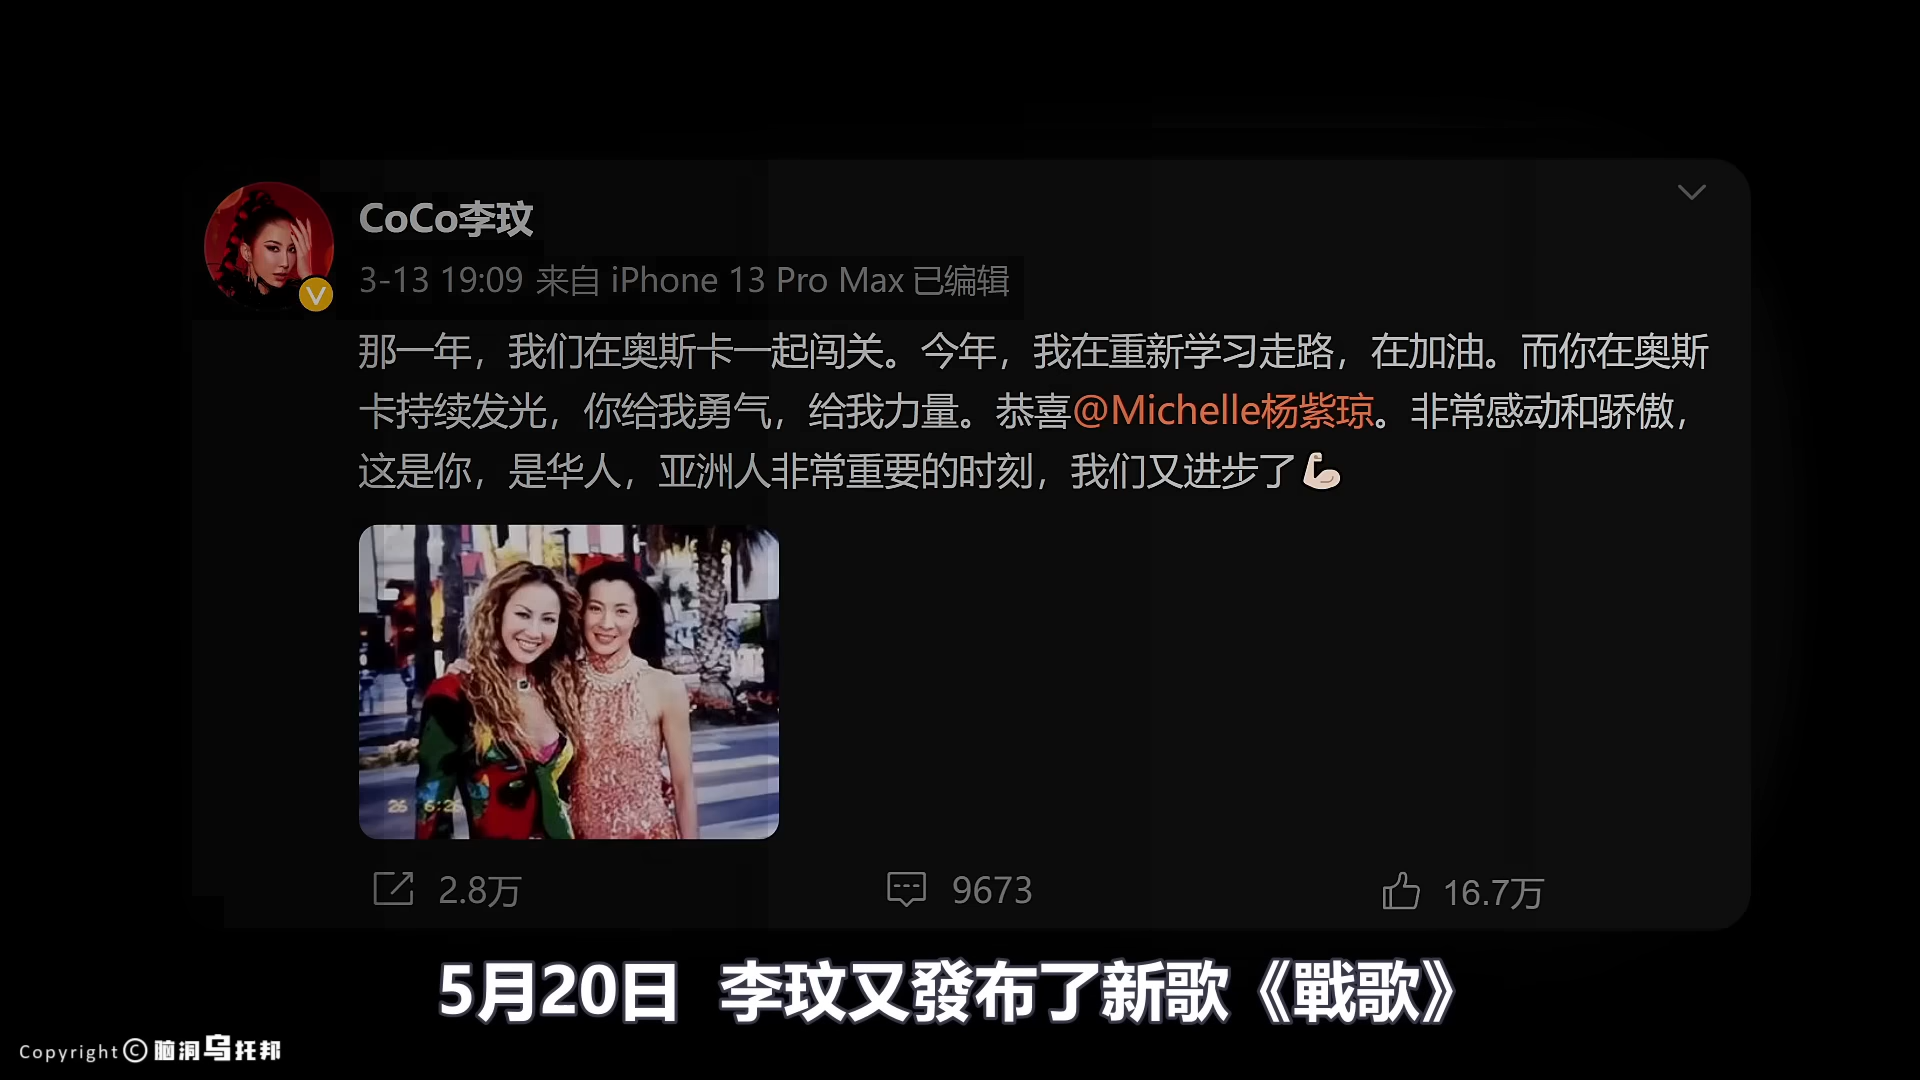 CoCo李玟
V
3-13 19:09 来自 iPhone 13 Pro Max 已编辑
那一年，我们在奥斯卡一起闯关。今年，我在重新学习走路，在加油。而你在奥斯
卡持续发光，你给我勇气，给我力量。恭喜@Michelle杨紫琼。非常感动和骄傲，
这是你，是华人，亚洲人非常重要的时刻，我们又进步了💪🏻
2.8万
9673
16.7万
5月20日 李玟又發布了新歌《戰歌》
Copyright © 脑洞乌托邦